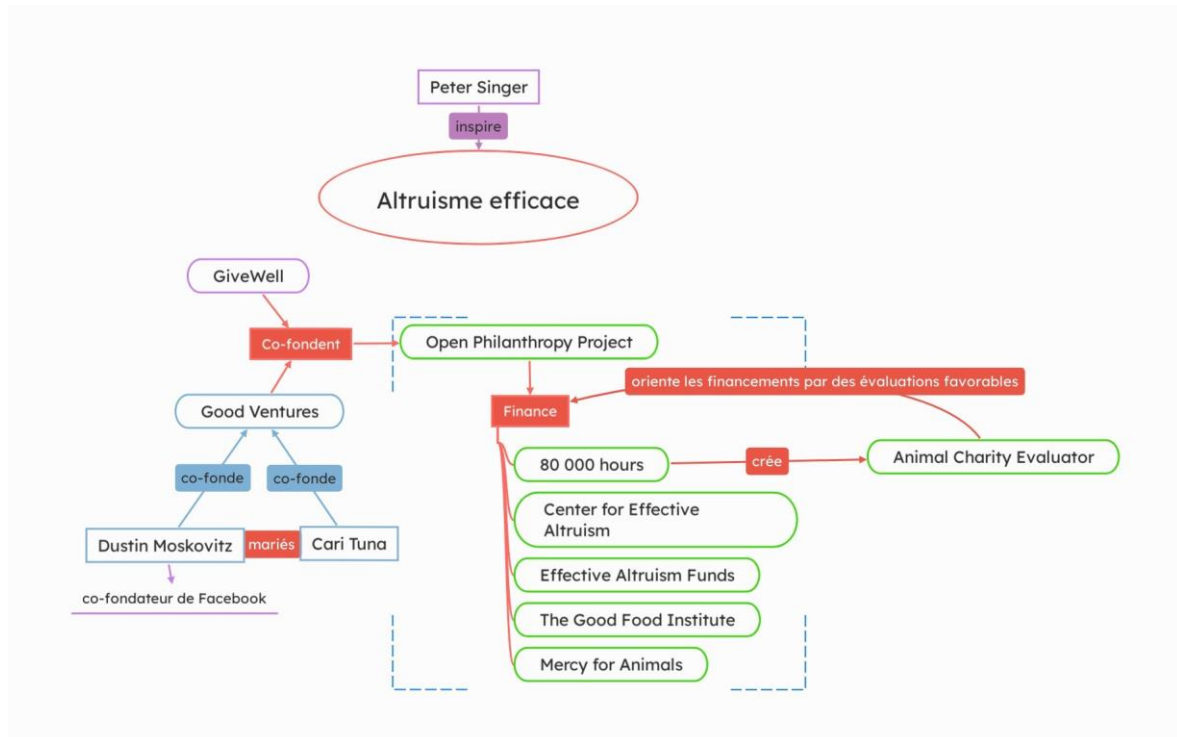 Peter Singer
inspire
Altruisme efficace
GiveWell
Co-fondent
Open Philanthropy Project
oriente les financements par des évaluations favorables
Good Ventures
Finance
80 000 hours
crée
Animal Charity Evaluator
co-fonde
co-fonde
Center for Effective
Altruism
Dustin Moskovitz
mariés
Cari Tuna
Effective Altruism Funds
co-fondateur de Facebook
The Good Food Institute
Mercy for Animals